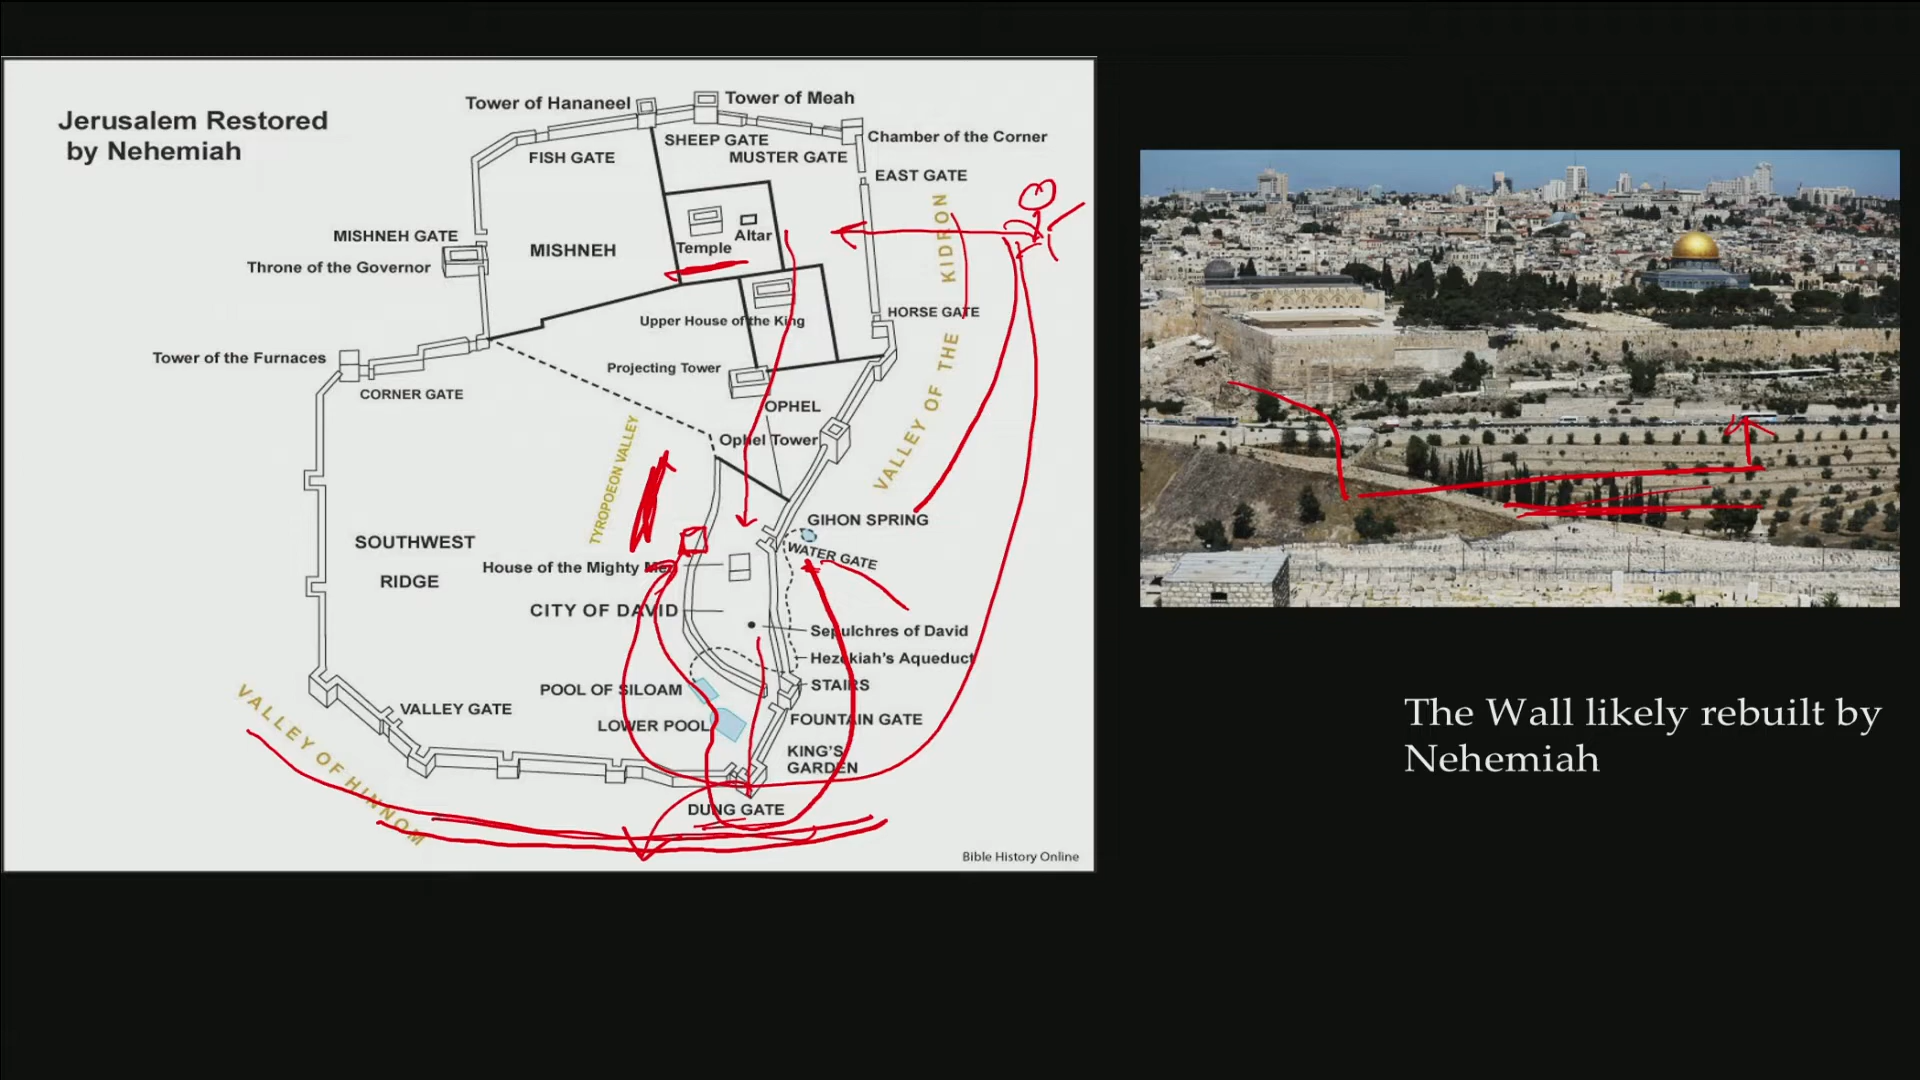 Jerusalem Restored
by Nehemiah
Tower of Hananeel
Tower of Meah
SHEEP GATE
Chamber of the Corner
FISH GATE
MUSTER GATE
EAST GATE
MISHNEH GATE
MISHNEH
Altar
Temple
Throne of the Governor
VALLEY OF THE KIDRON
HORSE GATE
Upper House of the King
Tower of the Furnaces
Projecting Tower
CORNER GATE
OPHEL
Ophel Tower
TYROPOEON VALLEY
GIHON SPRING
SOUTHWEST
RIDGE
WATER GATE
House of the Mighty Men
CITY OF DAVID
Sepulchres of David
Hezekiah's Aqueduct
POOL OF SILOAM
STAIRS
VALLEY GATE
LOWER POOL
FOUNTAIN GATE
KING'S
GARDEN
VALLEY OF HINNOM
DUNG GATE
Bible History Online
The Wall likely rebuilt by
Nehemiah